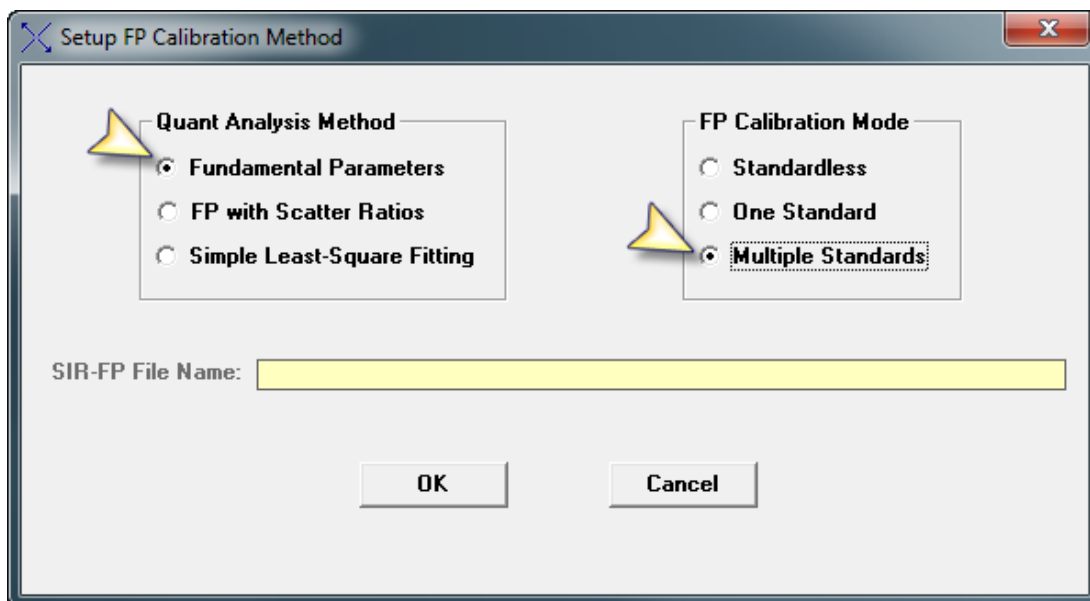 Setup FP Calibration Method
Quant Analysis Method
Fundamental Parameters
FP with Scatter Ratios
Simple Least-Square Fitting
FP Calibration Mode
Standardless
One Standard
Multiple Standards
SIR-FP File Name:
OK
Cancel